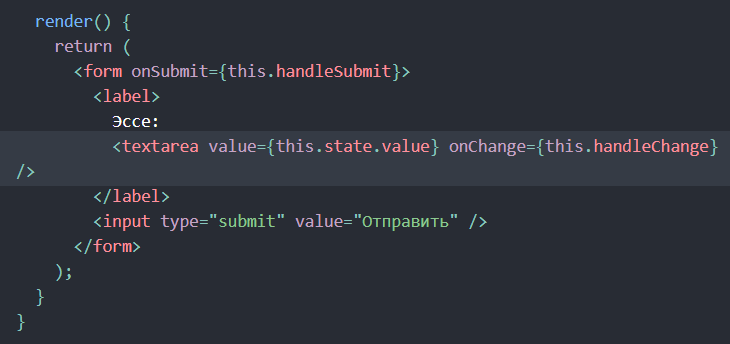 render() {
return (
<form onSubmit={this.handleSubmit}>
<label>
Эссе:
<textarea value={this.state.value} onChange={this.handleChange}
/>
</label>
<input type="submit" value="Отправить" />
</form>
);
}
}